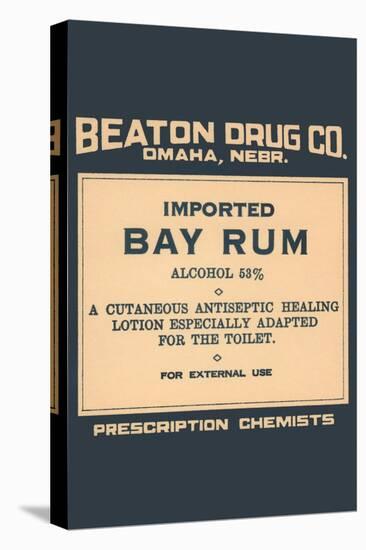 BEATON DRUG CO.
OMAHA, NEBR.
IMPORTED
BAY RUM
ALCOHOL 53%
A CUTANEOUS ANTISEPTIC HEALING
LOTION ESPECIALLY ADAPTED
FOR THE TOILET.
FOR EXTERNAL USE
PRESCRIPTION CHEMISTS